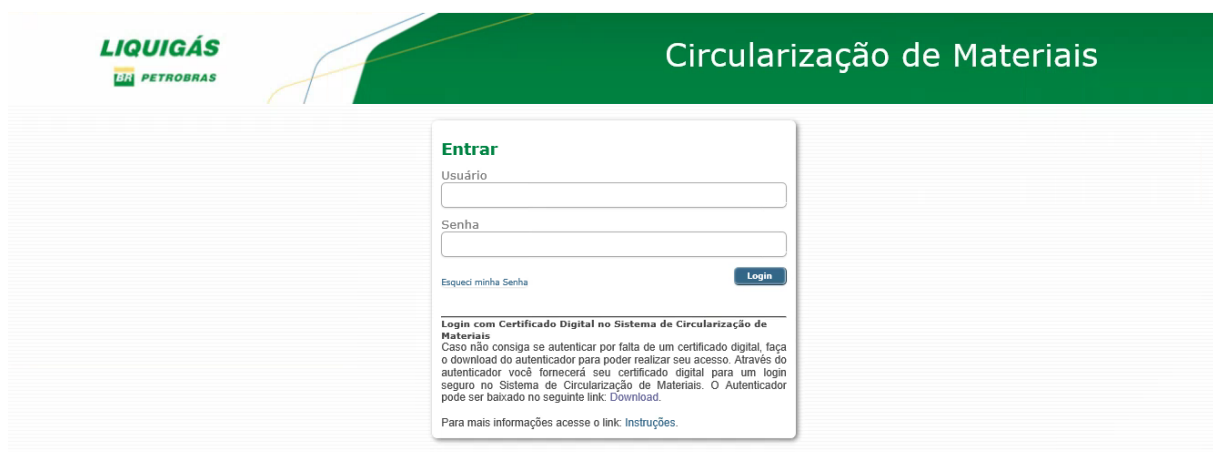 LIQUIGÁS
BR PETROBRAS
Circularização de Materiais
Entrar
Usuário
Senha
Esqueci minha Senha
Login
Login com Certificado Digital no Sistema de Circularização de
Materiais
Caso não consiga se autenticar por falta de um certificado digital, faça
o download do autenticador para poder realizar seu acesso. Através do
autenticador você fornecerá seu certificado digital para um login
seguro no Sistema de Circularização de Materiais. O Autenticador
pode ser baixado no seguinte link: Download.
Para mais informações acesse o link: Instruções.